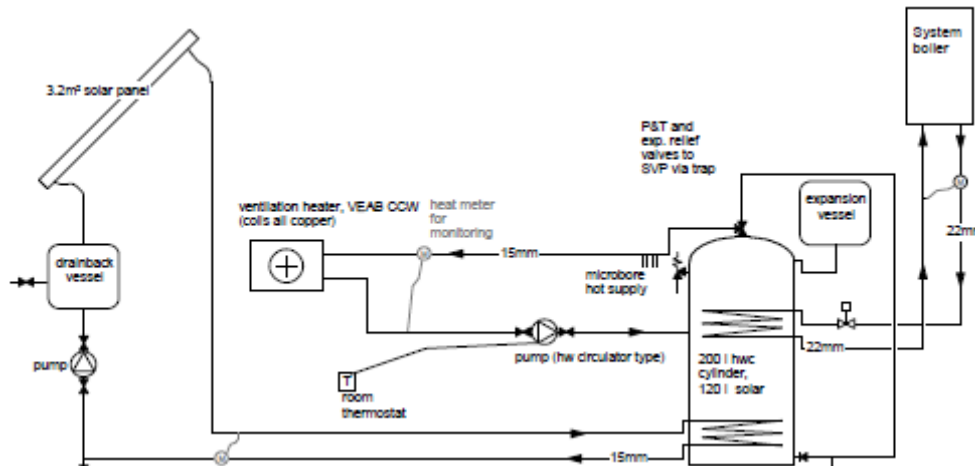 System
boiler
3.2m² solar panel
P&T and
exp. relief
valves to
SVP via trap
ventilation heater, VEAB CCW
(coils all copper)
heat meter
for
monitoring
M
expansion
vessel
M
15mm
22mm
drainback
vessel
microbore
hot supply
pump
pump (hw circulator type)
22mm
200 l hwc
cylinder,
120 l solar
T
room
thermostat
M
15mm